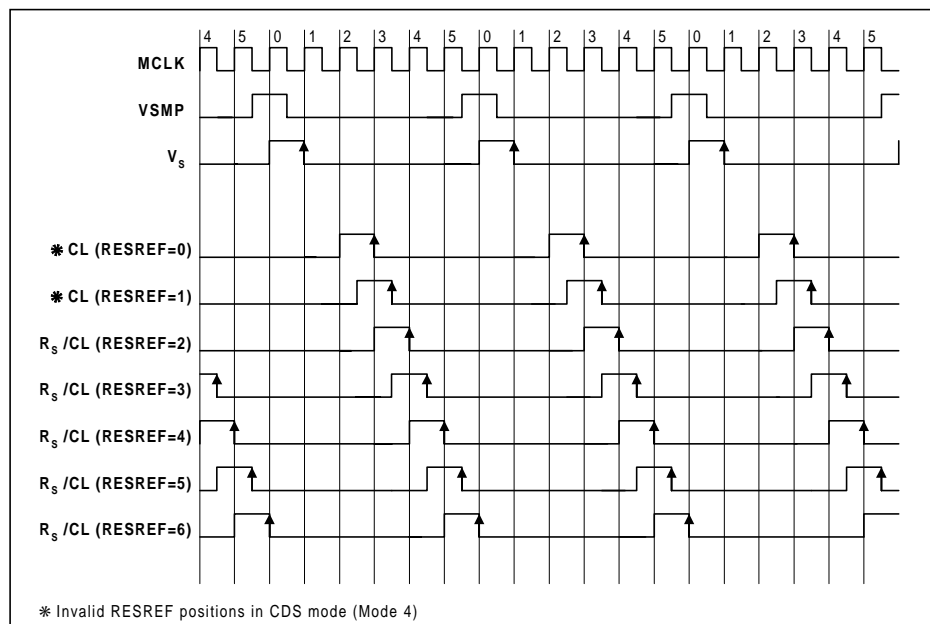 4 5 0 1 2 3 4 5 0 1 2 3 4 5 0 1 2 3 4 5
MCLK
VSMP
VS
✱ CL (RESREF=0)
✱ CL (RESREF=1)
RS /CL (RESREF=2)
RS /CL (RESREF=3)
RS /CL (RESREF=4)
RS /CL (RESREF=5)
RS /CL (RESREF=6)
✱ Invalid RESREF positions in CDS mode (Mode 4)